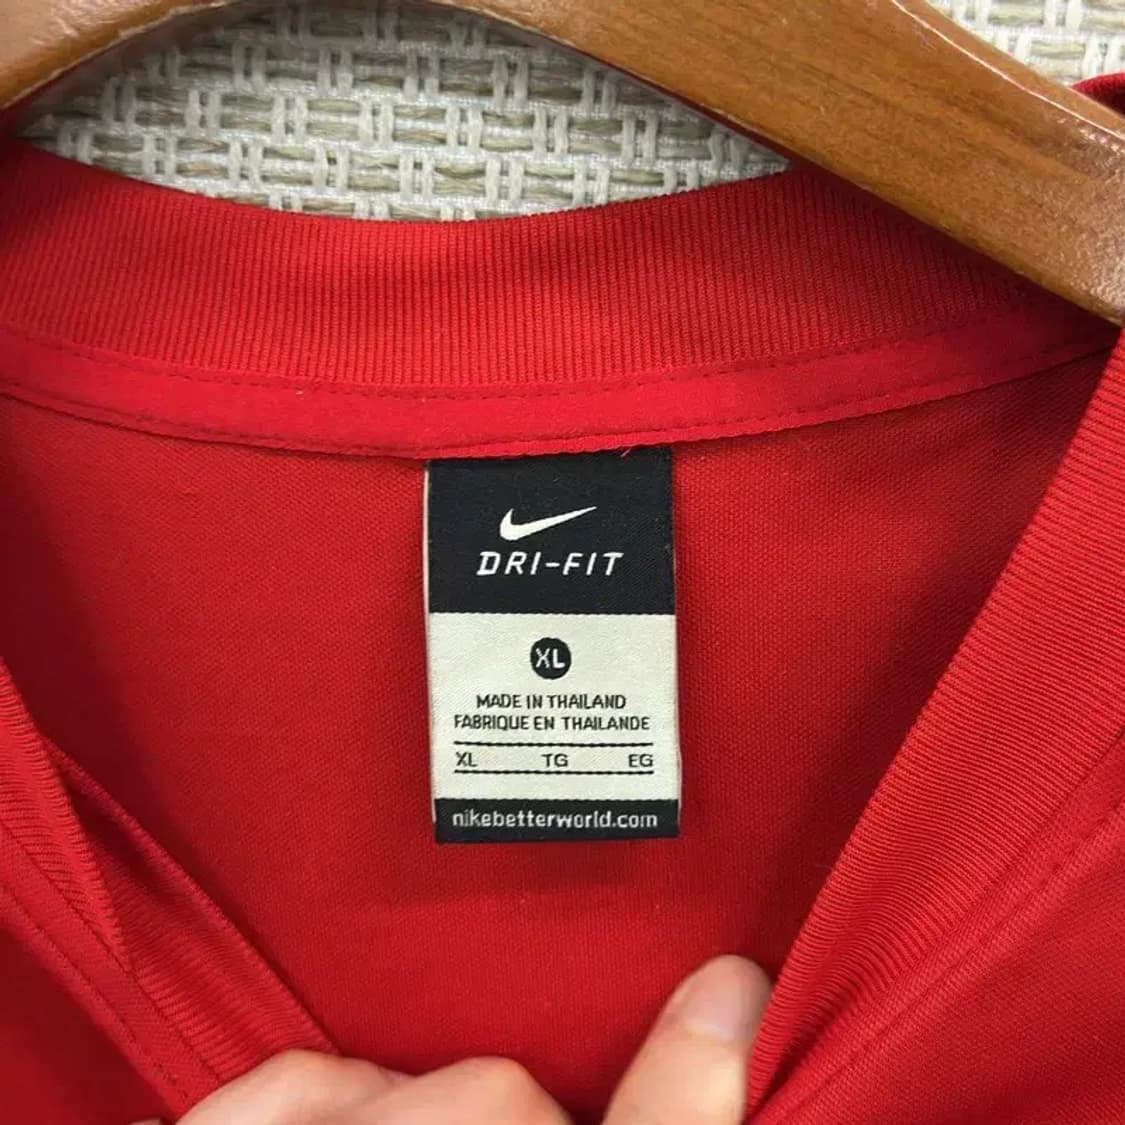 DRI-FIT
XL
MADE IN THAILAND
FABRIQUE EN THAILANDE
XL TG EG
nikebetterworld.com